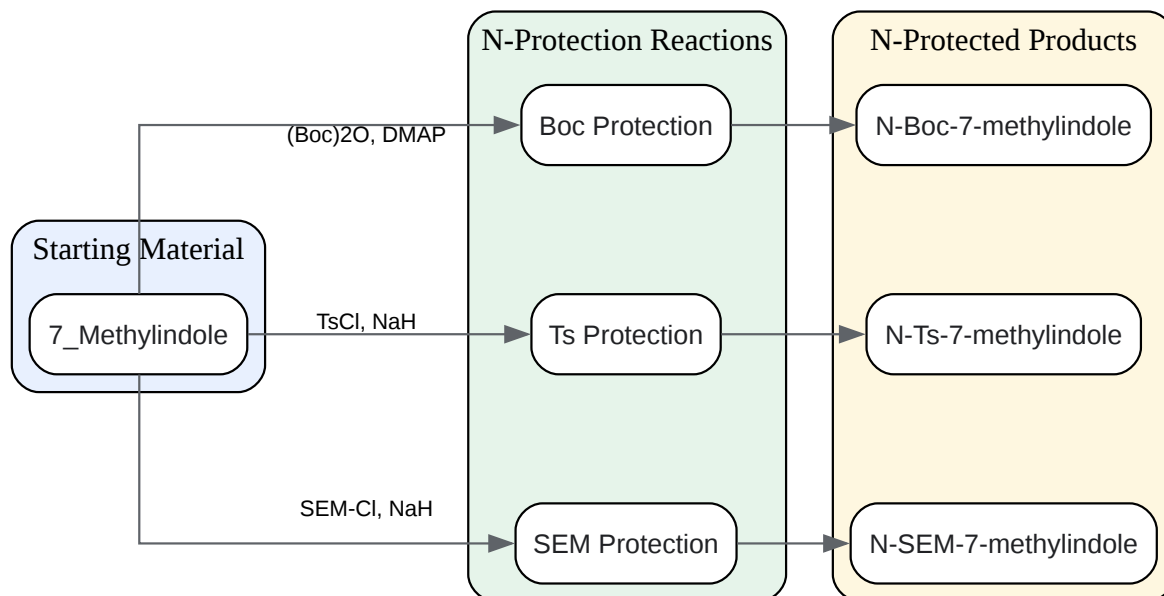 N-Protection Reactions
N-Protected Products
Boc Protection
N-Boc-7-methylindole
(Boc)2O, DMAP
Starting Material
7_Methylindole
TsCl, NaH
Ts Protection
N-Ts-7-methylindole
SEM-Cl, NaH
SEM Protection
N-SEM-7-methylindole